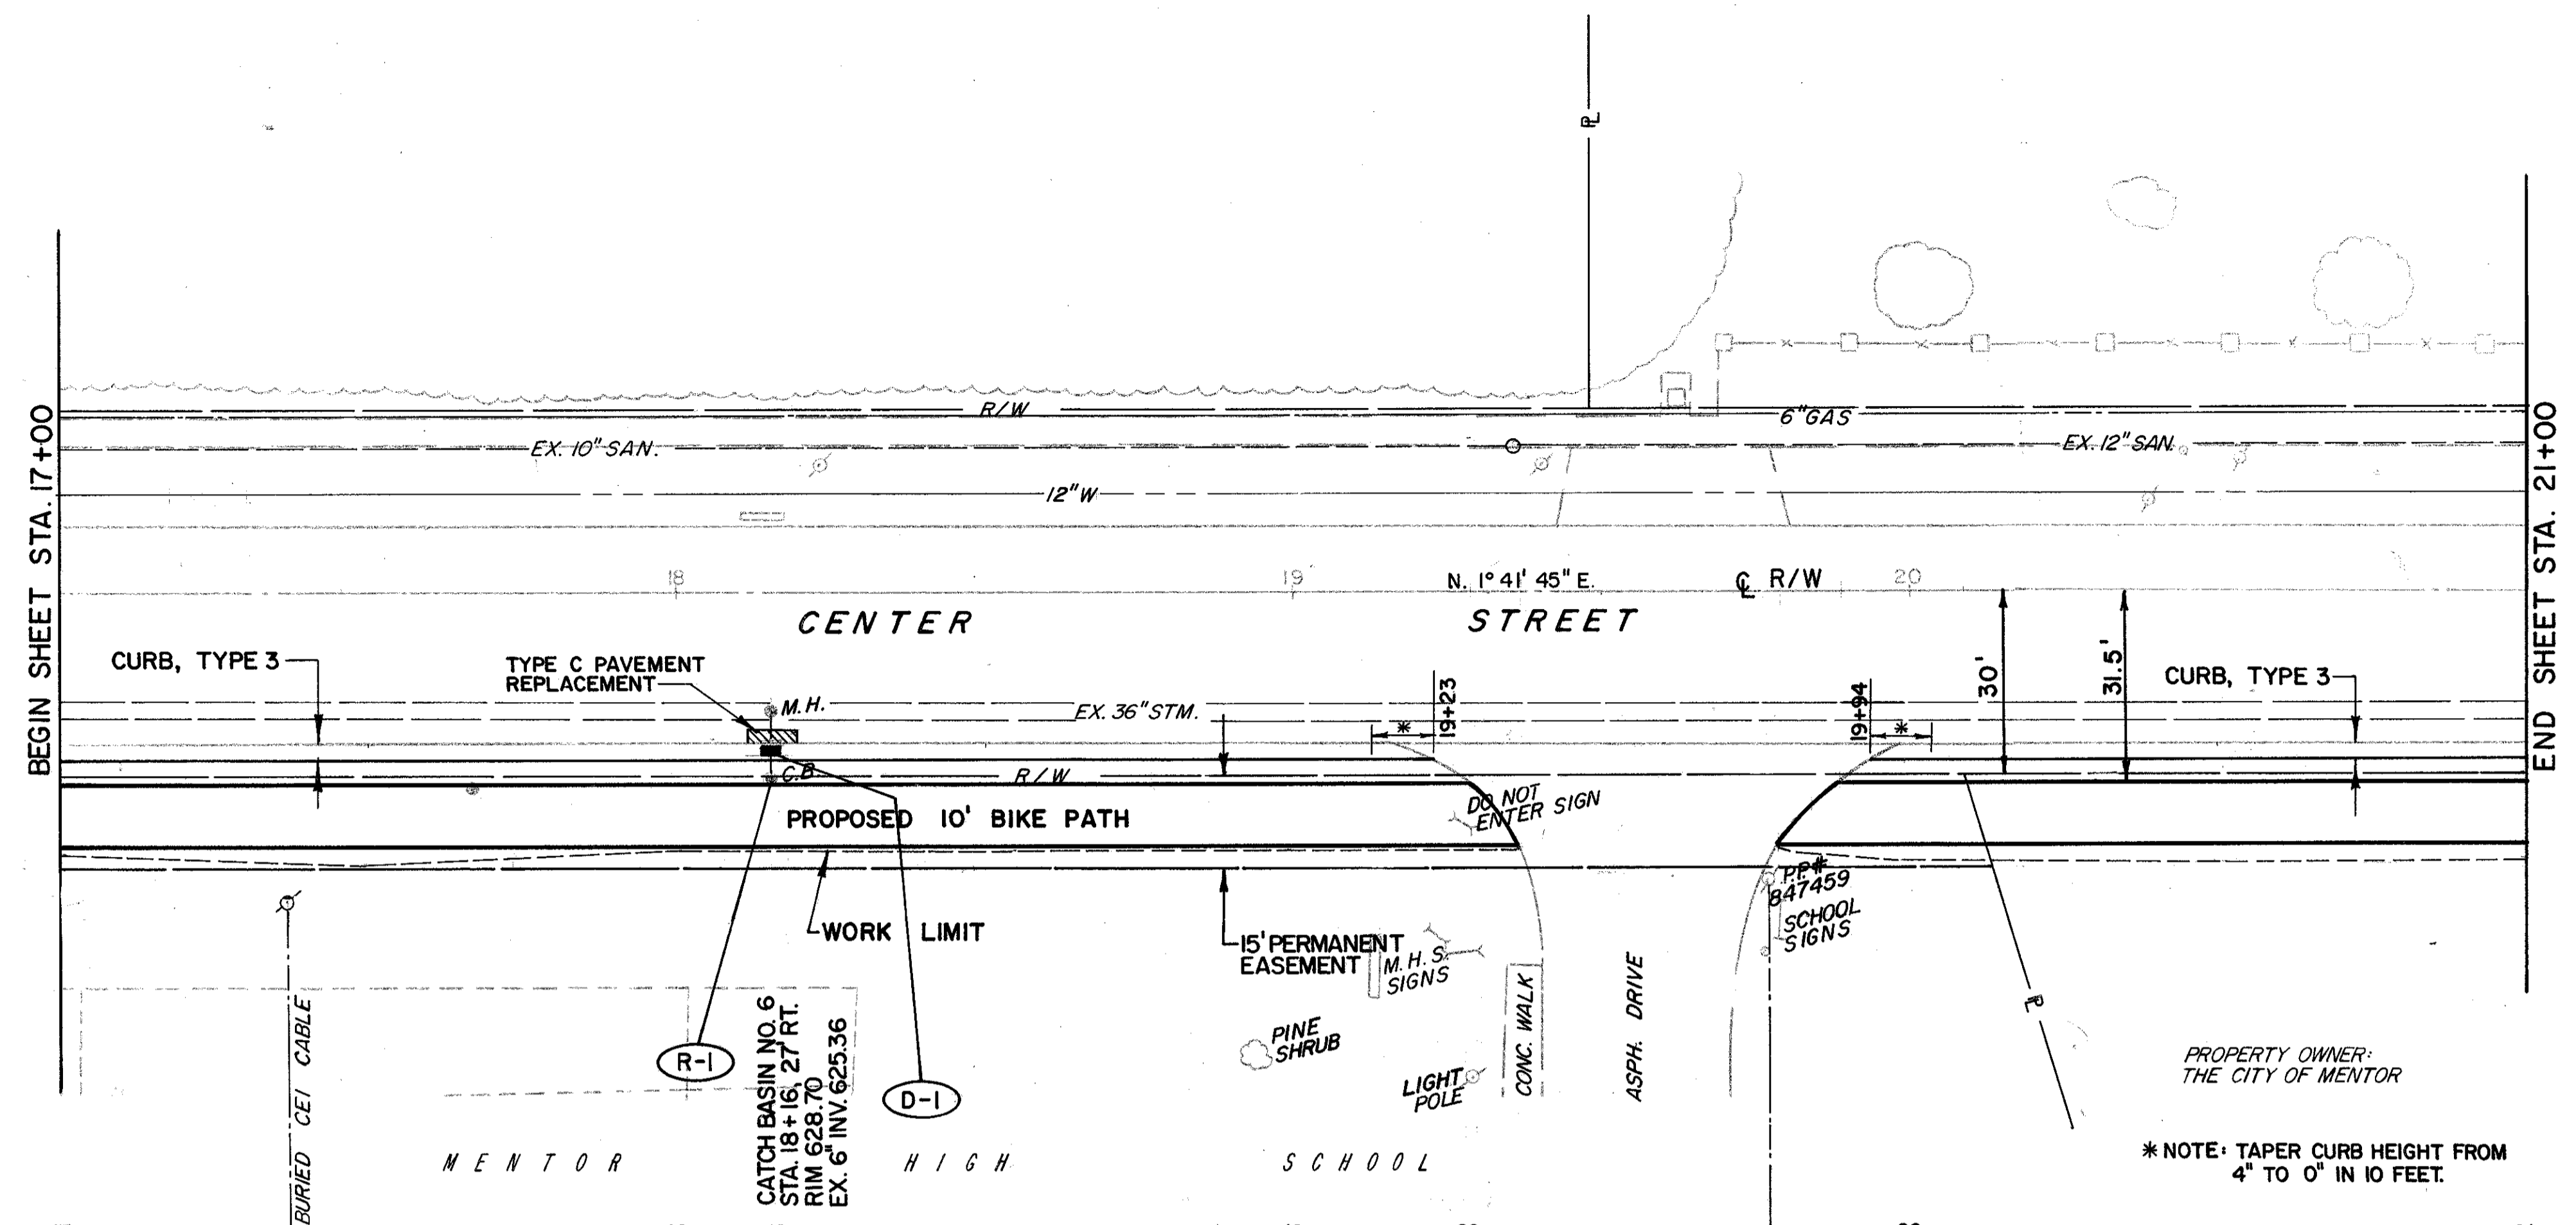 ℄
BEGIN SHEET STA. 17+00
END SHEET STA. 21+00
R/W
6" GAS
EX. 10" SAN.
EX. 12" SAN.
12" W
18
19
N. 1° 41' 45" E.
℄ R/W
20
CENTER STREET
CURB, TYPE 3
TYPE C PAVEMENT
REPLACEMENT
M.H.
EX. 36" STM.
*
19+23
19+94
*
30'
31.5'
CURB, TYPE 3
C.B.
R/W
DO NOT
ENTER SIGN
PROPOSED 10' BIKE PATH
P.P.#
847459
SCHOOL
SIGNS
WORK LIMIT
15' PERMANENT
EASEMENT
M.H.S.
SIGNS
BURIED CEI CABLE
R-1
D-1
CATCH BASIN NO. 6
STA. 18+16, 27' RT.
RIM 628.70
EX. 6" INV. 625.36
PINE
SHRUB
LIGHT
POLE
CONC. WALK
ASPH. DRIVE
PL
PROPERTY OWNER:
THE CITY OF MENTOR
MENTOR HIGH SCHOOL
* NOTE: TAPER CURB HEIGHT FROM
4" TO 0" IN 10 FEET.